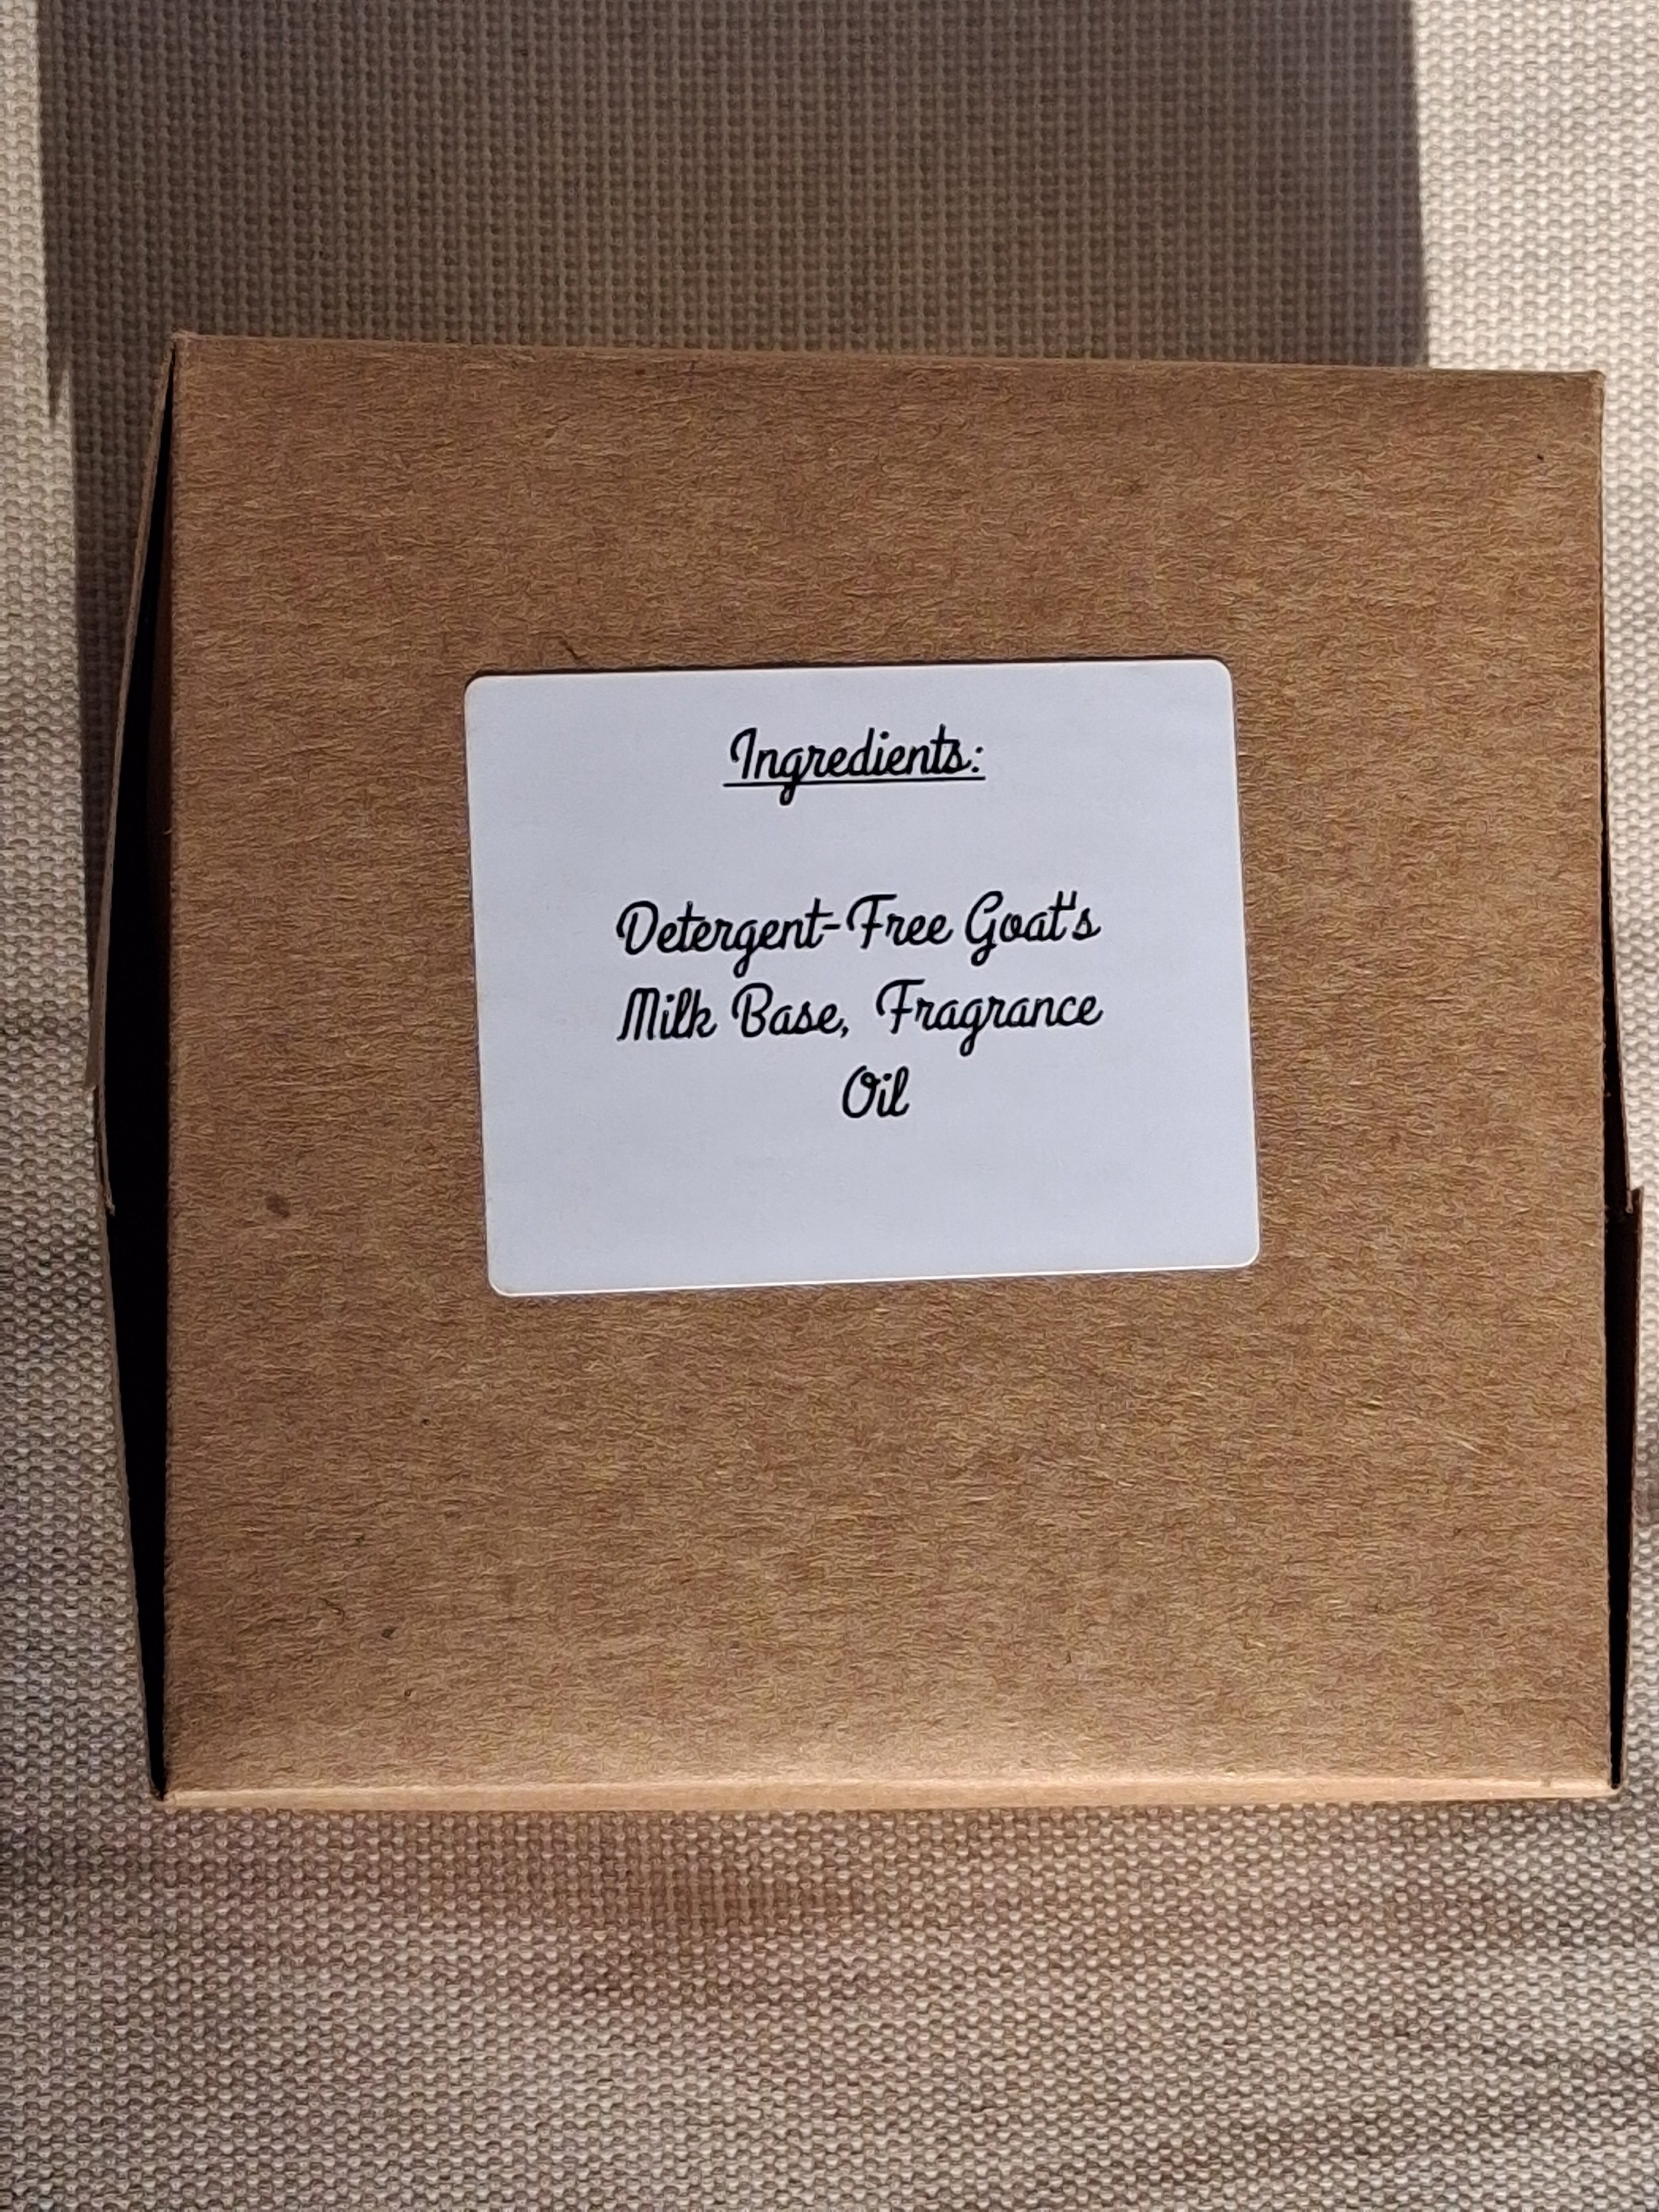 Ingredients:
Detergent-Free Goat's
Milk Base, Fragrance
Oil